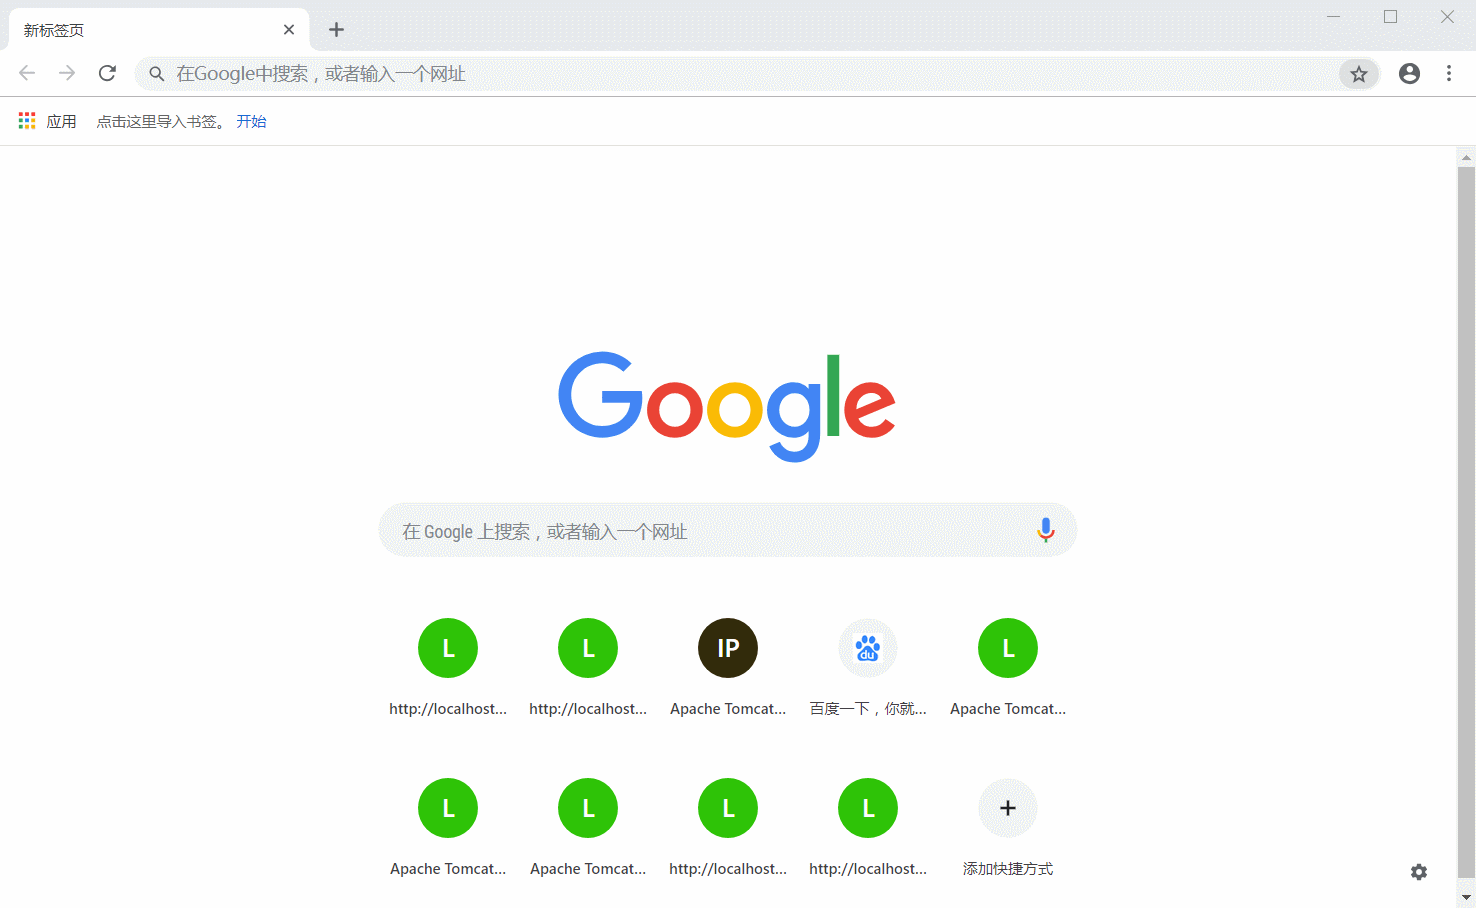 新标签页
在Google中搜索，或者输入一个网址
应用 点击这里导入书签。 开始
Google
在 Google 上搜索，或者输入一个网址
L L IP du L
http://localhost... http://localhost... Apache Tomcat... 百度一下，你就... Apache Tomcat...
L L L L
Apache Tomcat... Apache Tomcat... http://localhost... http://localhost... 添加快捷方式